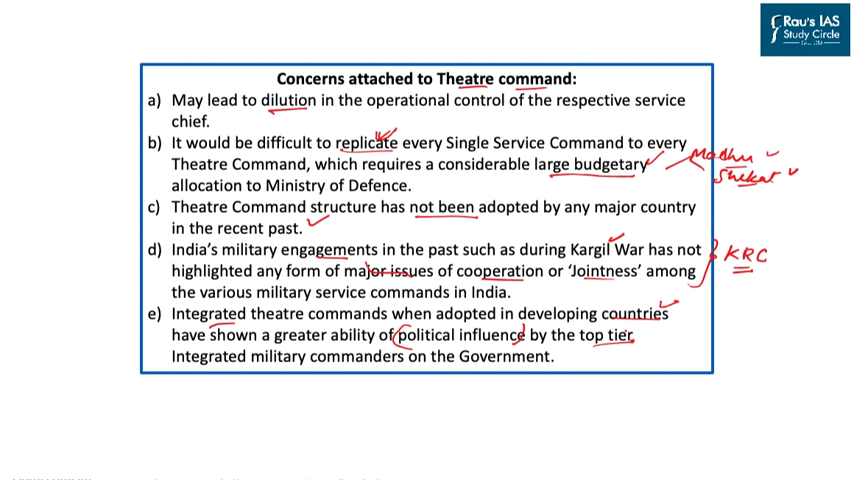 Rau's IAS
Study Circle
Concerns attached to Theatre command:
a) May lead to dilution in the operational control of the respective service
chief.
b) It would be difficult to replicate every Single Service Command to every
Theatre Command, which requires a considerable large budgetary
allocation to Ministry of Defence.
Madhu
Shekat
c) Theatre Command structure has not been adopted by any major country
in the recent past.
d) India's military engagements in the past such as during Kargil War has not
highlighted any form of major issues of cooperation or 'Jointness' among
the various military service commands in India.
KRC
e) Integrated theatre commands when adopted in developing countries
have shown a greater ability of political influence by the top tier
Integrated military commanders on the Government.